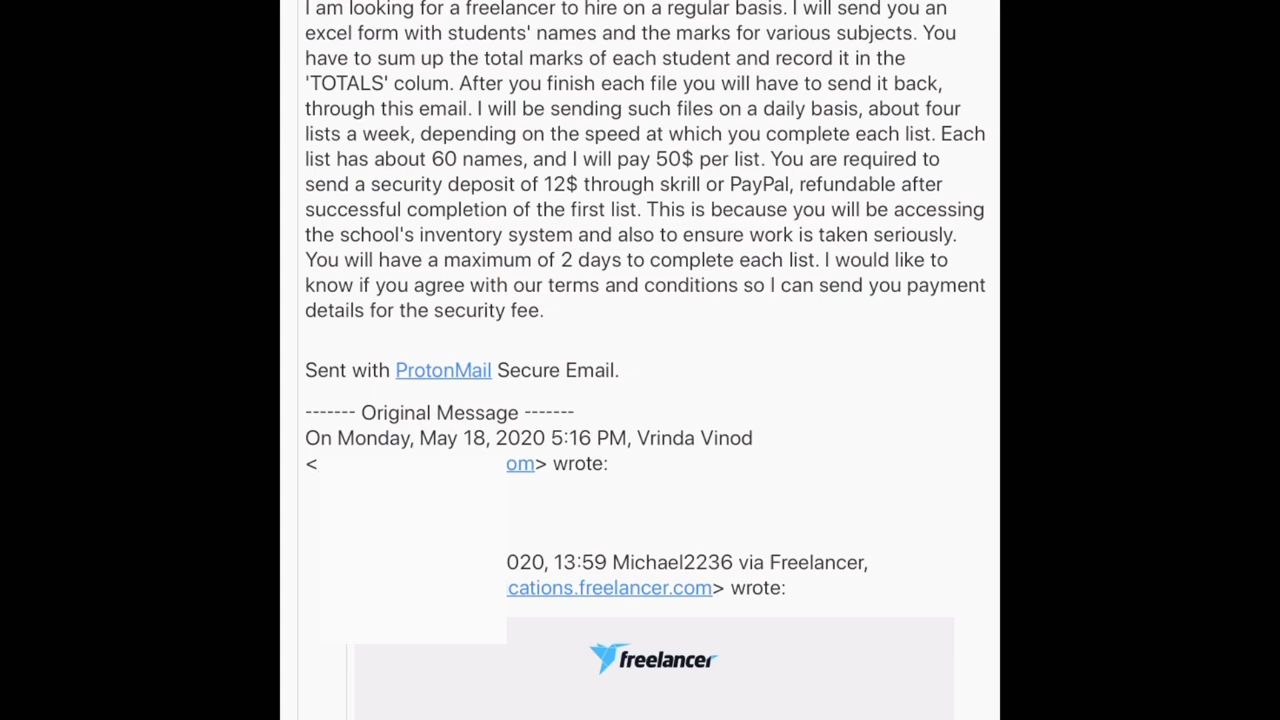 I am looking for a freelancer to hire on a regular basis. I will send you an
excel form with students' names and the marks for various subjects. You
have to sum up the total marks of each student and record it in the
'TOTALS' colum. After you finish each file you will have to send it back,
through this email. I will be sending such files on a daily basis, about four
lists a week, depending on the speed at which you complete each list. Each
list has about 60 names, and I will pay 50$ per list. You are required to
send a security deposit of 12$ through skrill or PayPal, refundable after
successful completion of the first list. This is because you will be accessing
the school's inventory system and also to ensure work is taken seriously.
You will have a maximum of 2 days to complete each list. I would like to
know if you agree with our terms and conditions so I can send you payment
details for the security fee.
Sent with ProtonMail Secure Email.
------- Original Message -------
On Monday, May 18, 2020 5:16 PM, Vrinda Vinod
< om> wrote:
020, 13:59 Michael2236 via Freelancer,
cations.freelancer.com> wrote:
freelancer